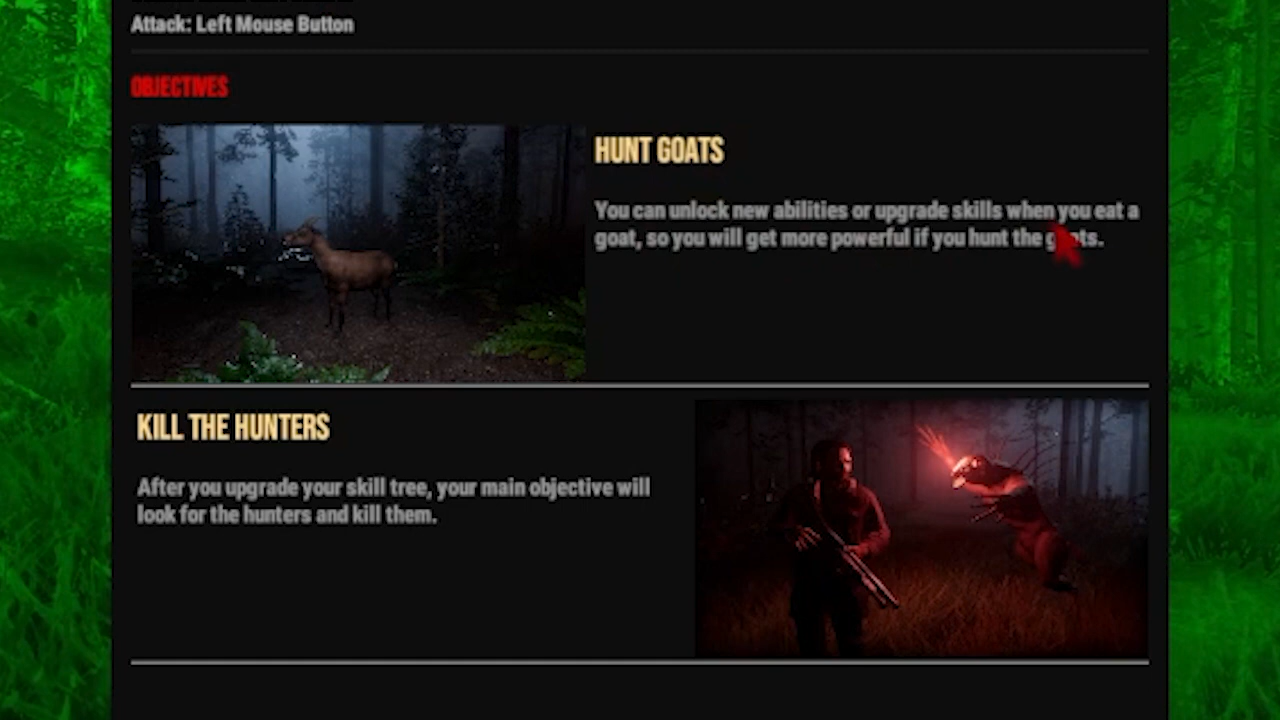 Attack: Left Mouse Button
OBJECTIVES
HUNT GOATS
You can unlock new abilities or upgrade skills when you eat a
goat, so you will get more powerful if you hunt the
KILL THE HUNTERS
After you upgrade your skill tree, your main objective will
look for the hunters and kill them.